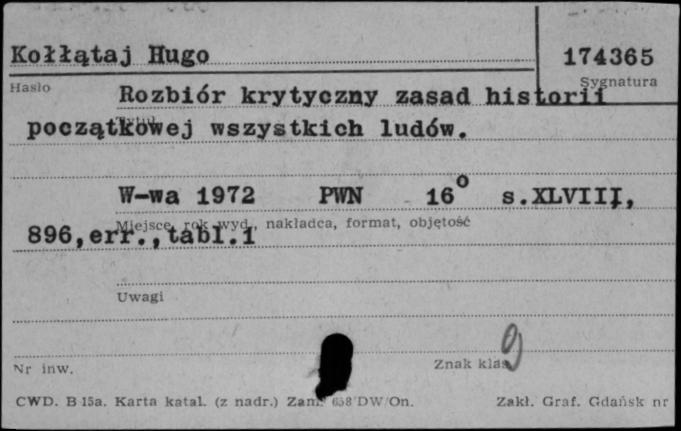 Kołłątaj Hugo 174365
Hasło Sygnatura
Rozbiór krytyczny zasad historii
Tytuł
początkowej wszystkich ludów.
W-wa 1972 PWN 16° s.XLVIII,
Miejsce, rok wyd., nakładca, format, objętość
896,err.,tabl.1
Uwagi
9
Nr inw. Znak klas.
CWD. B-15a. Karta katal. (z nadr.) Zam. 658/DW/On. Zakł. Graf. Gdańsk nr